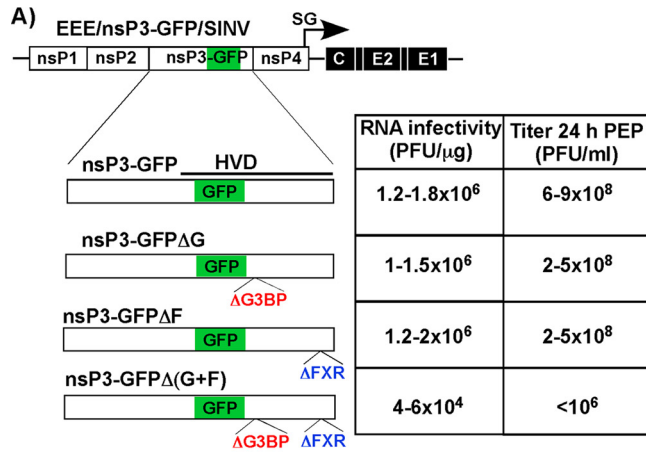 A)
EEE/nsP3-GFP/SINV
SG
nsP1 nsP2 nsP3-GFP nsP4 C E2 E1
RNA infectivity (PFU/µg) Titer 24 h PEP (PFU/ml)
nsP3-GFP HVD
GFP
1.2-1.8x10⁶ 6-9x10⁸
nsP3-GFPΔG
GFP
ΔG3BP
1-1.5x10⁶ 2-5x10⁸
nsP3-GFPΔF
GFP
ΔFXR
1.2-2x10⁶ 2-5x10⁸
nsP3-GFPΔ(G+F)
GFP
ΔG3BP ΔFXR
4-6x10⁴ <10⁶